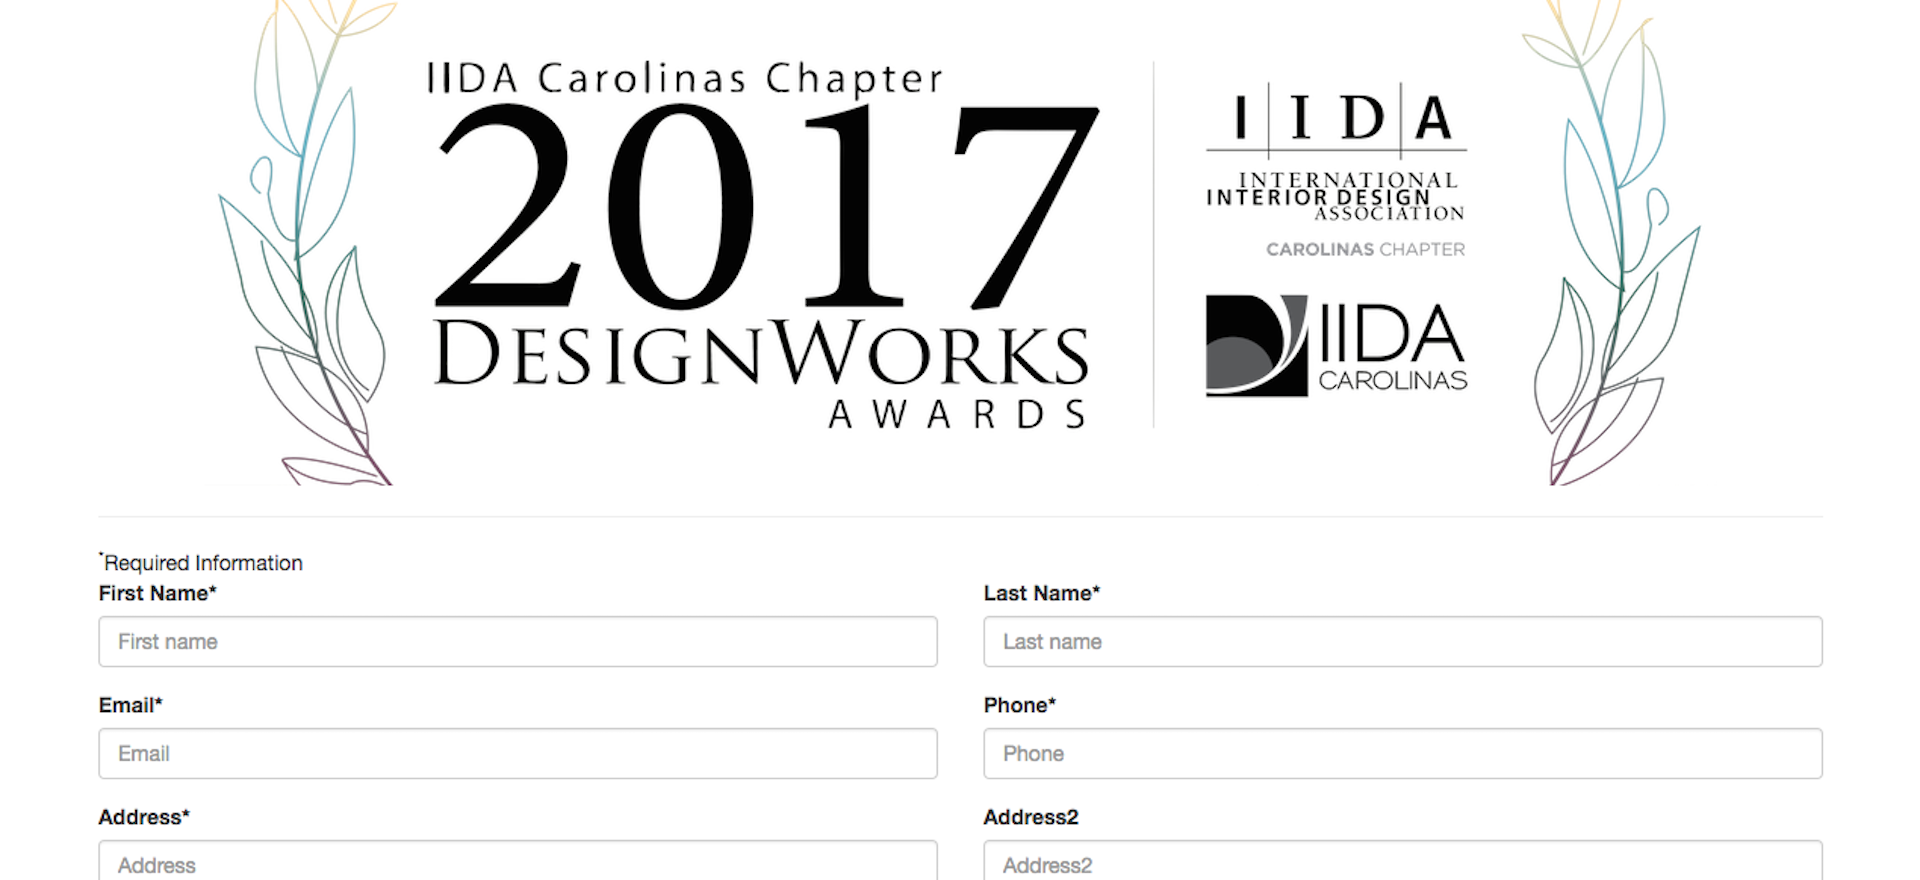 IIDA Carolinas Chapter
2017
DESIGNWORKS
AWARDS
I I D A
INTERNATIONAL
INTERIOR DESIGN
ASSOCIATION
CAROLINAS CHAPTER
IIDA
CAROLINAS
*Required Information
First Name*
Last Name*
First name
Last name
Email*
Phone*
Email
Phone
Address*
Address2
Address
Address2